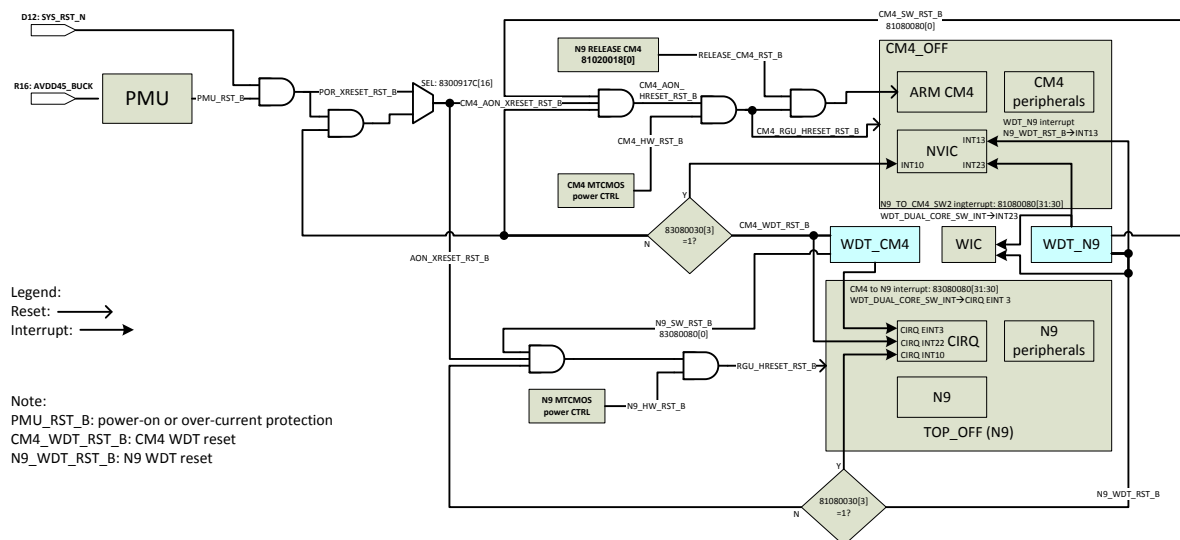 CM4_SW_RST_B
81080080[0]
D12: SYS_RST_N
N9 RELEASE CM4
81020018[0]
RELEASE_CM4_RST_B
CM4_OFF
SEL: 8300917C[16]
R16: AVDD45_BUCK
PMU
PMU_RST_B
POR_XRESET_RST_B
CM4_AON_XRESET_RST_B
CM4_AON_
HRESET_RST_B
ARM CM4
CM4
peripherals
CM4_RGU_HRESET_RST_B
CM4_HW_RST_B
WDT_N9 interrupt
N9_WDT_RST_B→INT13
INT13
NVIC
INT10
INT23
CM4 MTCMOS
power CTRL
Y
N9_TO_CM4_SW2 ingterrupt: 81080080[31:30]
WDT_DUAL_CORE_SW_INT→INT23
83080030[3]
=1?
N
CM4_WDT_RST_B
WDT_CM4
WIC
WDT_N9
AON_XRESET_RST_B
Legend:
Reset:
Interrupt:
CM4 to N9 interrupt: 83080080[31:30]
WDT_DUAL_CORE_SW_INT→CIRQ EINT 3
N9_SW_RST_B
83080080[0]
CIRQ EINT3
CIRQ INT22
CIRQ INT10
CIRQ
N9
peripherals
RGU_HRESET_RST_B
N9 MTCMOS
power CTRL
N9_HW_RST_B
N9
TOP_OFF (N9)
Note:
PMU_RST_B: power-on or over-current protection
CM4_WDT_RST_B: CM4 WDT reset
N9_WDT_RST_B: N9 WDT reset
Y
81080030[3]
=1?
N
N9_WDT_RST_B